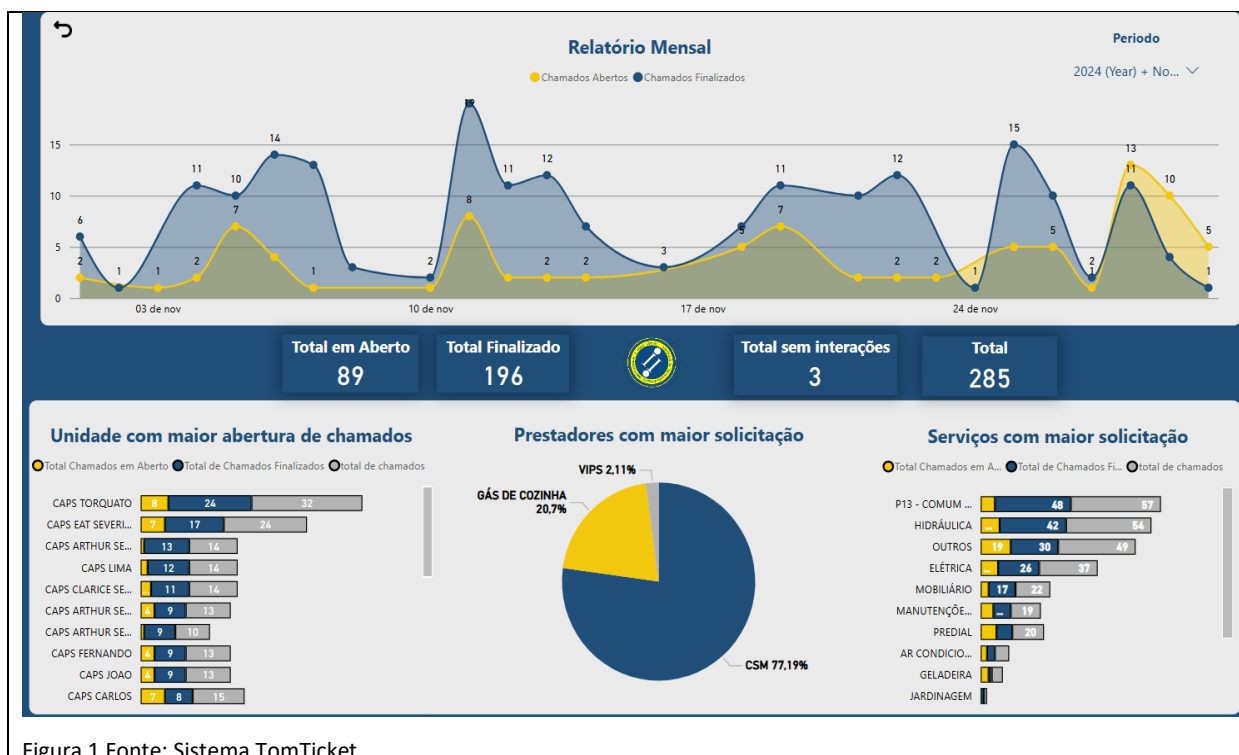 Relatório Mensal
Periodo
Chamados Abertos Chamados Finalizados
2024 (Year) + No...
19
15
14
15
13
12
12
11
11
11
11
10
10
10
10
8
7
7
6
5
5
5
5
3
2
2
2
2
2
2
2
2
1
1
1
1
1
1
0
03 de nov
10 de nov
17 de nov
24 de nov
Total em Aberto
89
Total Finalizado
196
Total sem interações
3
Total
285
Unidade com maior abertura de chamados
Total Chamados em Aberto Total de Chamados Finalizados total de chamados
CAPS TORQUATO 8 24 32
CAPS EAT SEVERI... 7 17 24
CAPS ARTHUR SE... 13 14
CAPS LIMA 12 14
CAPS CLARICE SE... ... 11 14
CAPS ARTHUR SE... 4 9 13
CAPS ARTHUR SE... 9 10
CAPS FERNANDO 4 9 13
CAPS JOAO 4 9 13
CAPS CARLOS 7 8 15
Prestadores com maior solicitação
VIPS 2,11%
GÁS DE COZINHA
20,7%
CSM 77,19%
Serviços com maior solicitação
Total Chamados em A... Total de Chamados Fi... total de chamados
P13 - COMUM ... 48 57
HIDRÁULICA ... 42 54
OUTROS 19 30 49
ELÉTRICA ... 26 37
MOBILIÁRIO 17 22
MANUTENÇÕE... ... 19
PREDIAL 20
AR CONDICIO...
GELADEIRA
JARDINAGEM
Figura 1 Fonte: Sistema TomTicket